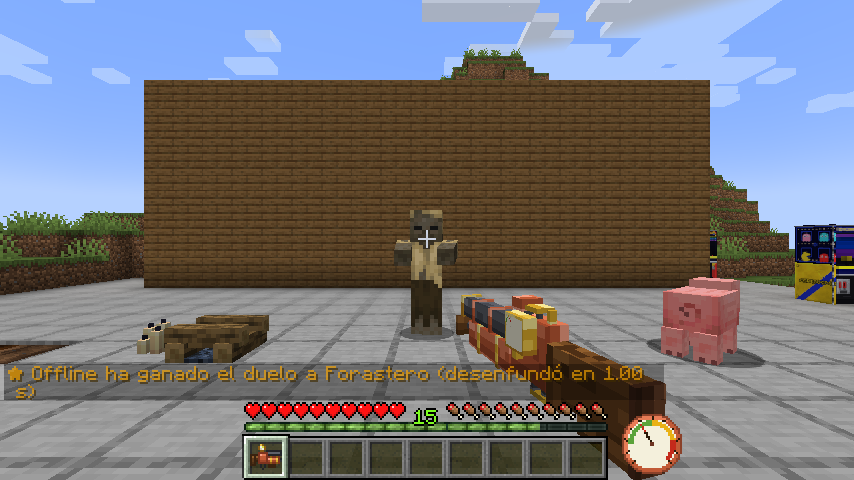 ★ Offline ha ganado el duelo a Forastero (desenfundó en 1.00
s)
15